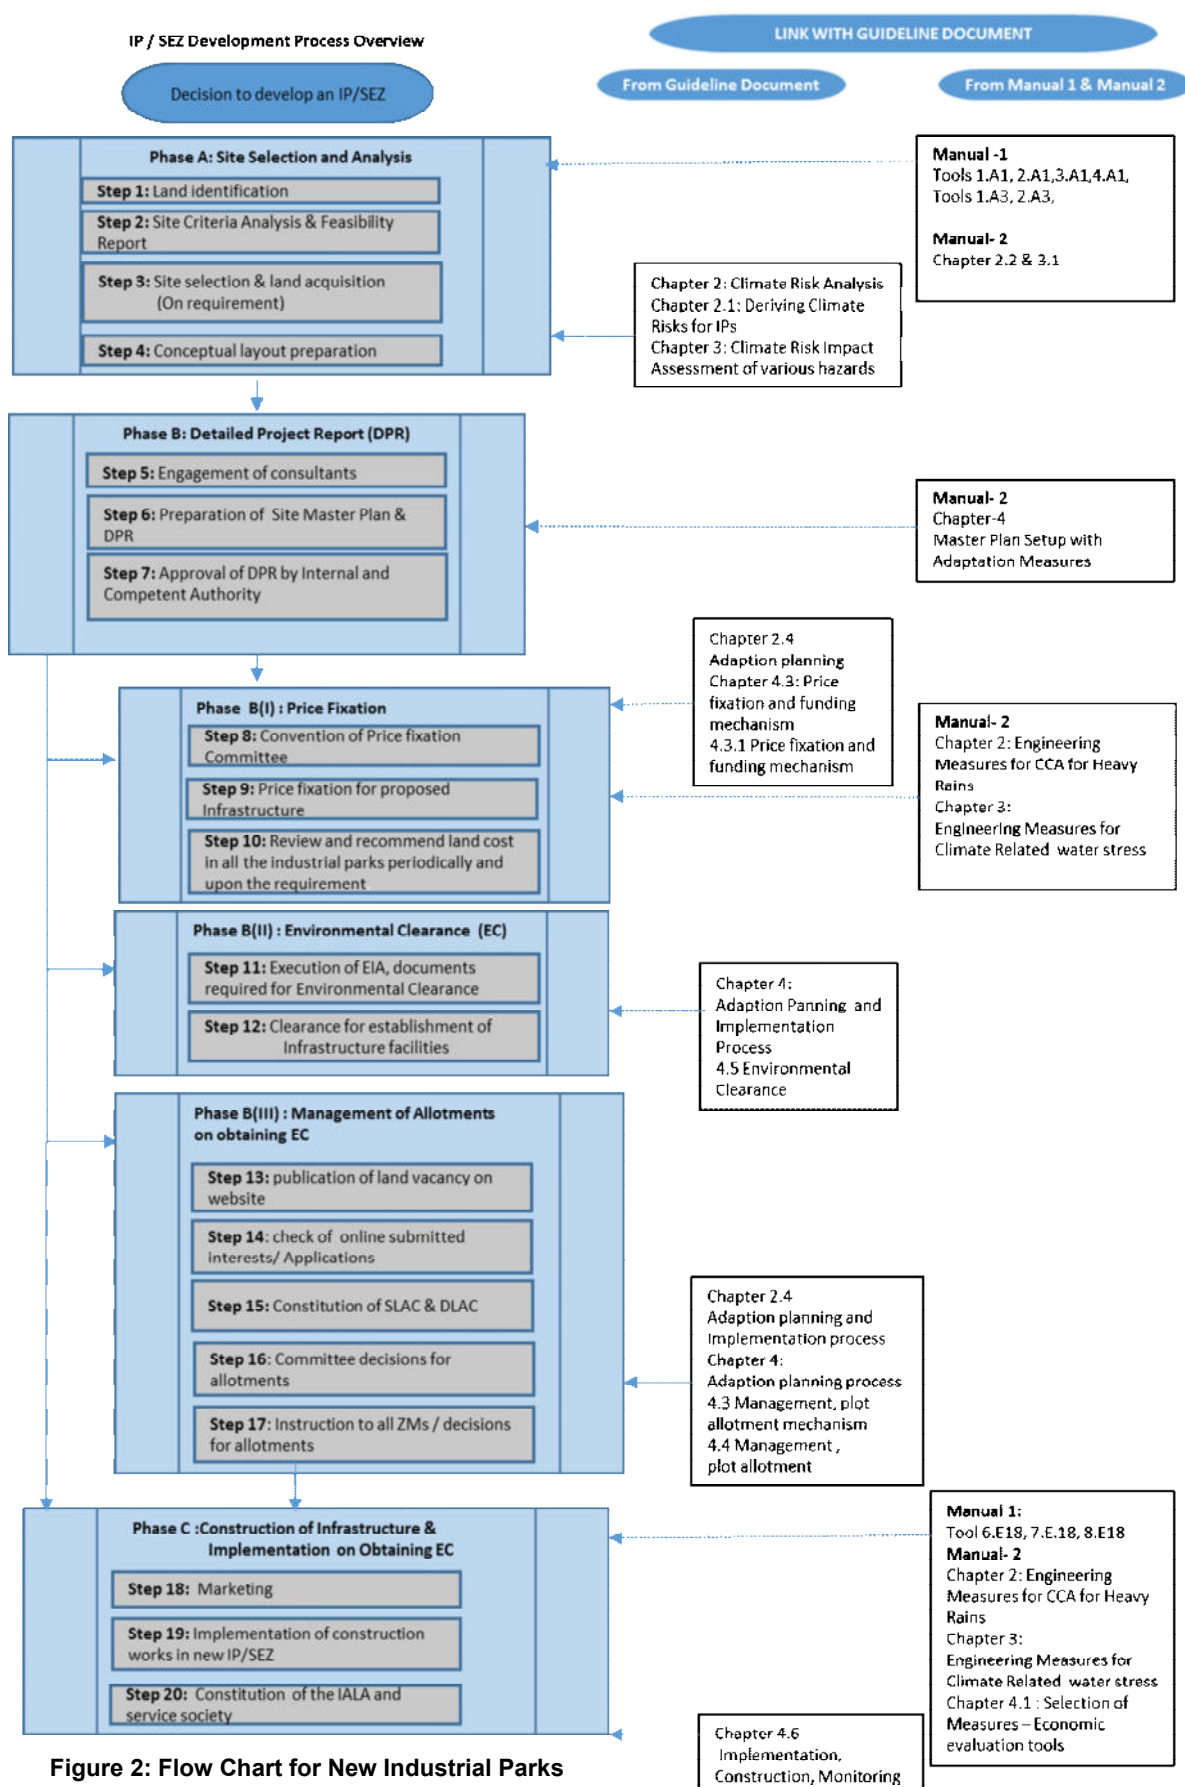 IP / SEZ Development Process Overview
LINK WITH GUIDELINE DOCUMENT
Decision to develop an IP/SEZ
From Guideline Document
From Manual 1 & Manual 2
Phase A: Site Selection and Analysis
Step 1: Land identification
Step 2: Site Criteria Analysis & Feasibility
Report
Step 3: Site selection & land acquisition
(On requirement)
Step 4: Conceptual layout preparation
Manual -1
Tools 1.A1, 2.A1,3.A1,4.A1,
Tools 1.A3, 2.A3,
Manual- 2
Chapter 2.2 & 3.1
Chapter 2: Climate Risk Analysis
Chapter 2.1: Deriving Climate
Risks for IPs
Chapter 3: Climate Risk Impact
Assessment of various hazards
Phase B: Detailed Project Report (DPR)
Step 5: Engagement of consultants
Step 6: Preparation of Site Master Plan &
DPR
Step 7: Approval of DPR by Internal and
Competent Authority
Manual- 2
Chapter-4
Master Plan Setup with
Adaptation Measures
Phase B(I) : Price Fixation
Step 8: Convention of Price fixation
Committee
Step 9: Price fixation for proposed
Infrastructure
Step 10: Review and recommend land cost
in all the industrial parks periodically and
upon the requirement.
Chapter 2.4
Adaption planning
Chapter 4.3: Price
fixation and funding
mechanism
4.3.1 Price fixation and
funding mechanism
Manual- 2
Chapter 2: Engineering
Measures for CCA for Heavy
Rains
Chapter 3:
Engineering Measures for
Climate Related water stress
Phase B(II) : Environmental Clearance (EC)
Step 11: Execution of EIA, documents
required for Environmental Clearance
Step 12: Clearance for establishment of
Infrastructure facilities
Chapter 4:
Adaption Panning and
Implementation
Process
4.5 Environmental
Clearance
Phase B(III) : Management of Allotments
on obtaining EC
Step 13: publication of land vacancy on
website
Step 14: check of online submitted
interests/ Applications
Step 15: Constitution of SLAC & DLAC
Step 16: Committee decisions for
allotments
Step 17: Instruction to all ZMs / decisions
for allotments
Chapter 2.4
Adaption planning and
Implementation process
Chapter 4:
Adaption planning process
4.3 Management, plot
allotment mechanism
4.4 Management ,
plot allotment
Phase C :Construction of Infrastructure &
Implementation on Obtaining EC
Step 18: Marketing
Step 19: Implementation of construction
works in new IP/SEZ
Step 20: Constitution of the IALA and
service society
Manual 1:
Tool 6.E18, 7.E.18, 8.E18
Manual- 2
Chapter 2: Engineering
Measures for CCA for Heavy
Rains
Chapter 3:
Engineering Measures for
Climate Related water stress
Chapter 4.1 : Selection of
Measures – Economic
evaluation tools
Chapter 4.6
Implementation,
Construction, Monitoring
Figure 2: Flow Chart for New Industrial Parks